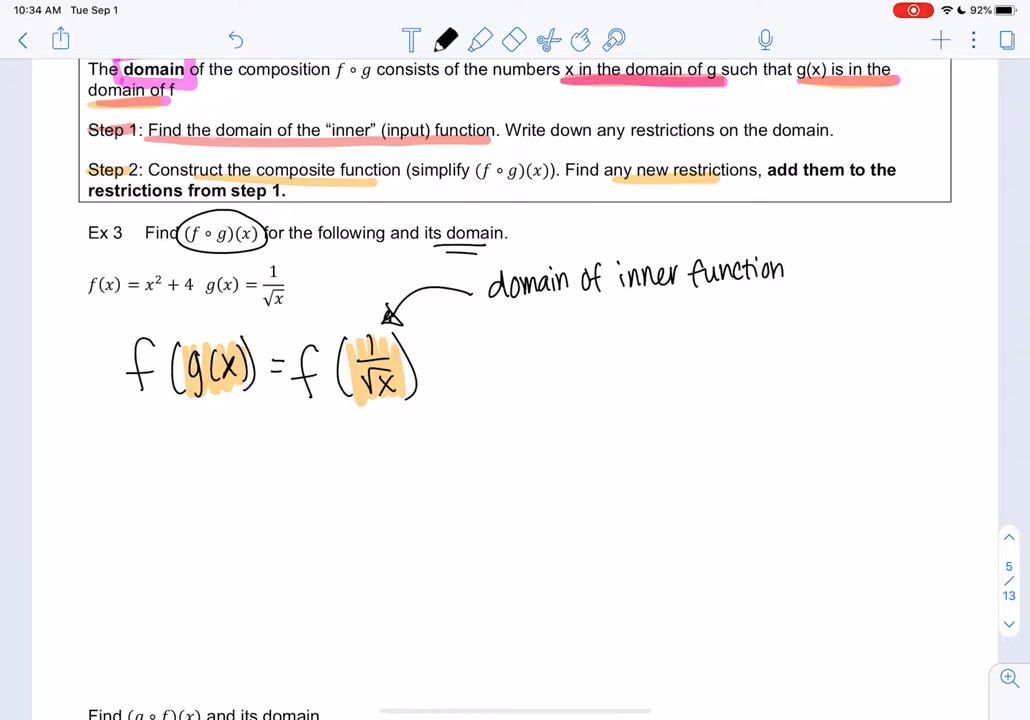 10:34 AM Tue Sep 1
92%
The domain of the composition f ∘ g consists of the numbers x in the domain of g such that g(x) is in the
domain of f
Step 1: Find the domain of the “inner” (input) function. Write down any restrictions on the domain.
Step 2: Construct the composite function (simplify (f ∘ g)(x)). Find any new restrictions, add them to the
restrictions from step 1.
Ex 3 Find (f ∘ g)(x) for the following and its domain.
f(x) = x² + 4 g(x) = 1/√x
domain of inner function
f(g(x)) = f(1/√x)
5
/
13
Find (g ∘ f)(x) and its domain